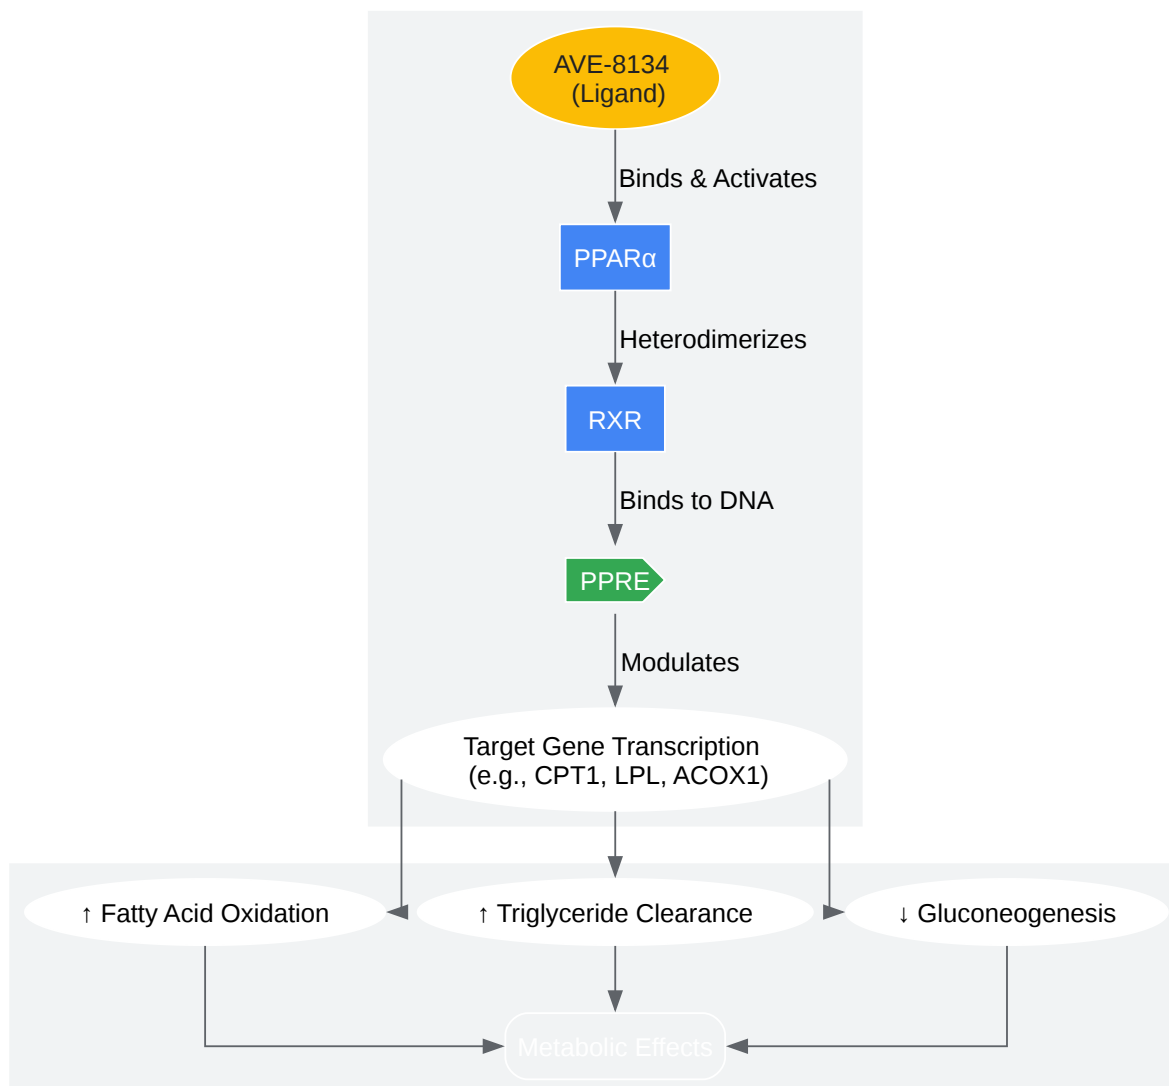 AVE-8134
(Ligand)
Binds & Activates
PPARα
Heterodimerizes
RXR
Binds to DNA
PPRE
Modulates
Target Gene Transcription
(e.g., CPT1, LPL, ACOX1)
↑ Fatty Acid Oxidation
↑ Triglyceride Clearance
↓ Gluconeogenesis
Metabolic Effects